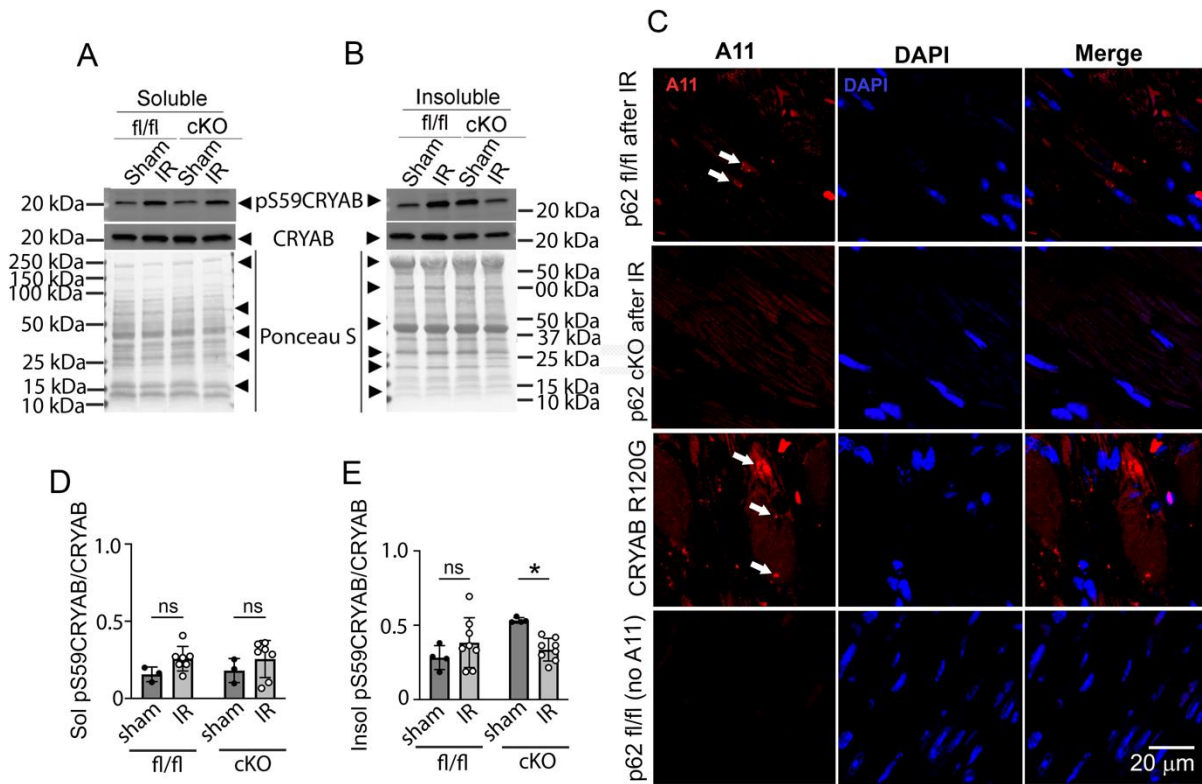 A
Soluble
fl/fl cKO
Sham IR Sham IR
20 kDa
pS59CRYAB
20 kDa
CRYAB
250 kDa
150 kDa
100 kDa
50 kDa
25 kDa
15 kDa
10 kDa
Ponceau S
B
Insoluble
fl/fl cKO
Sham IR Sham IR
20 kDa
20 kDa
50 kDa
00 kDa
50 kDa
37 kDa
25 kDa
15 kDa
10 kDa
C
A11 DAPI Merge
A11 DAPI
p62 fl/fl after IR
p62 cKO after IR
CRYAB R120G
p62 fl/fl (no A11)
20 μm
D
Sol pS59CRYAB/CRYAB
1.0
0.5
0
ns ns
sham IR sham IR
fl/fl cKO
E
Insol pS59CRYAB/CRYAB
1.0
0.5
0
ns *
sham IR sham IR
fl/fl cKO